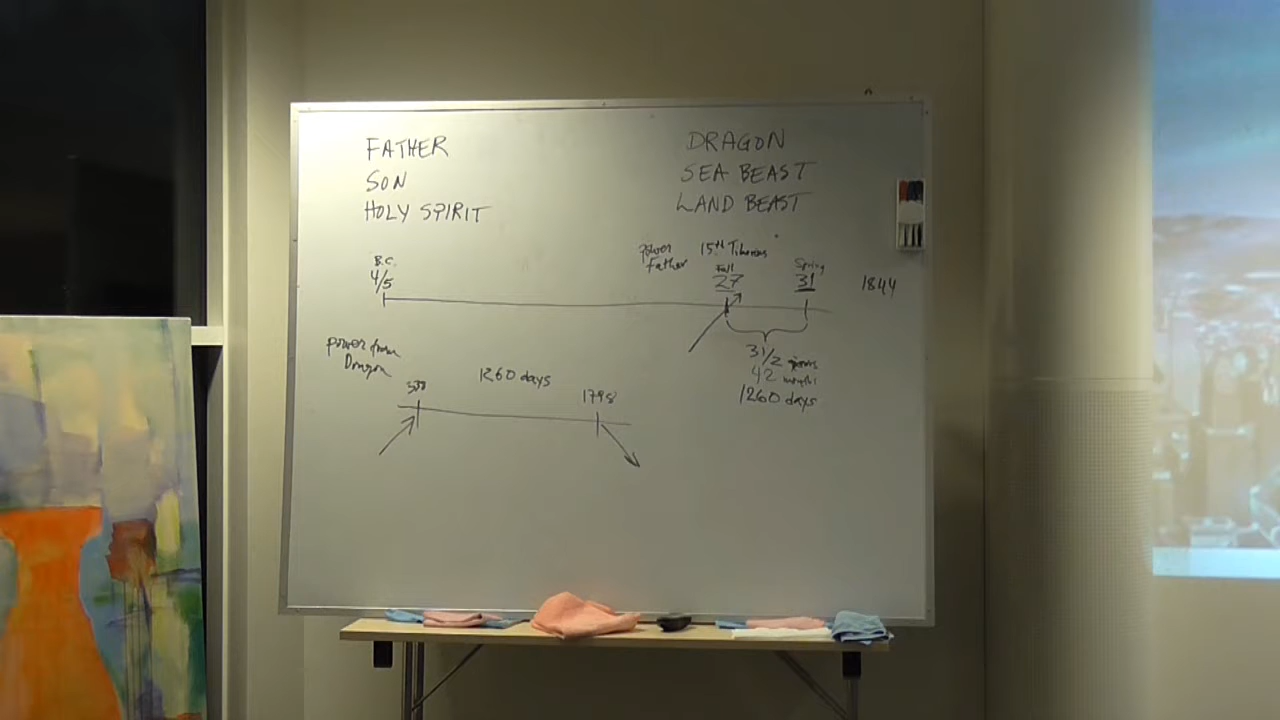 FATHER
SON
HOLY SPIRIT
DRAGON
SEA BEAST
LAND BEAST
B.C.
4/5
power
Father
15th Tiberius
Fall
27
Spring
31
1844
3 1/2 years
42 months
1260 days
power from
Dragon
538
1260 days
1798